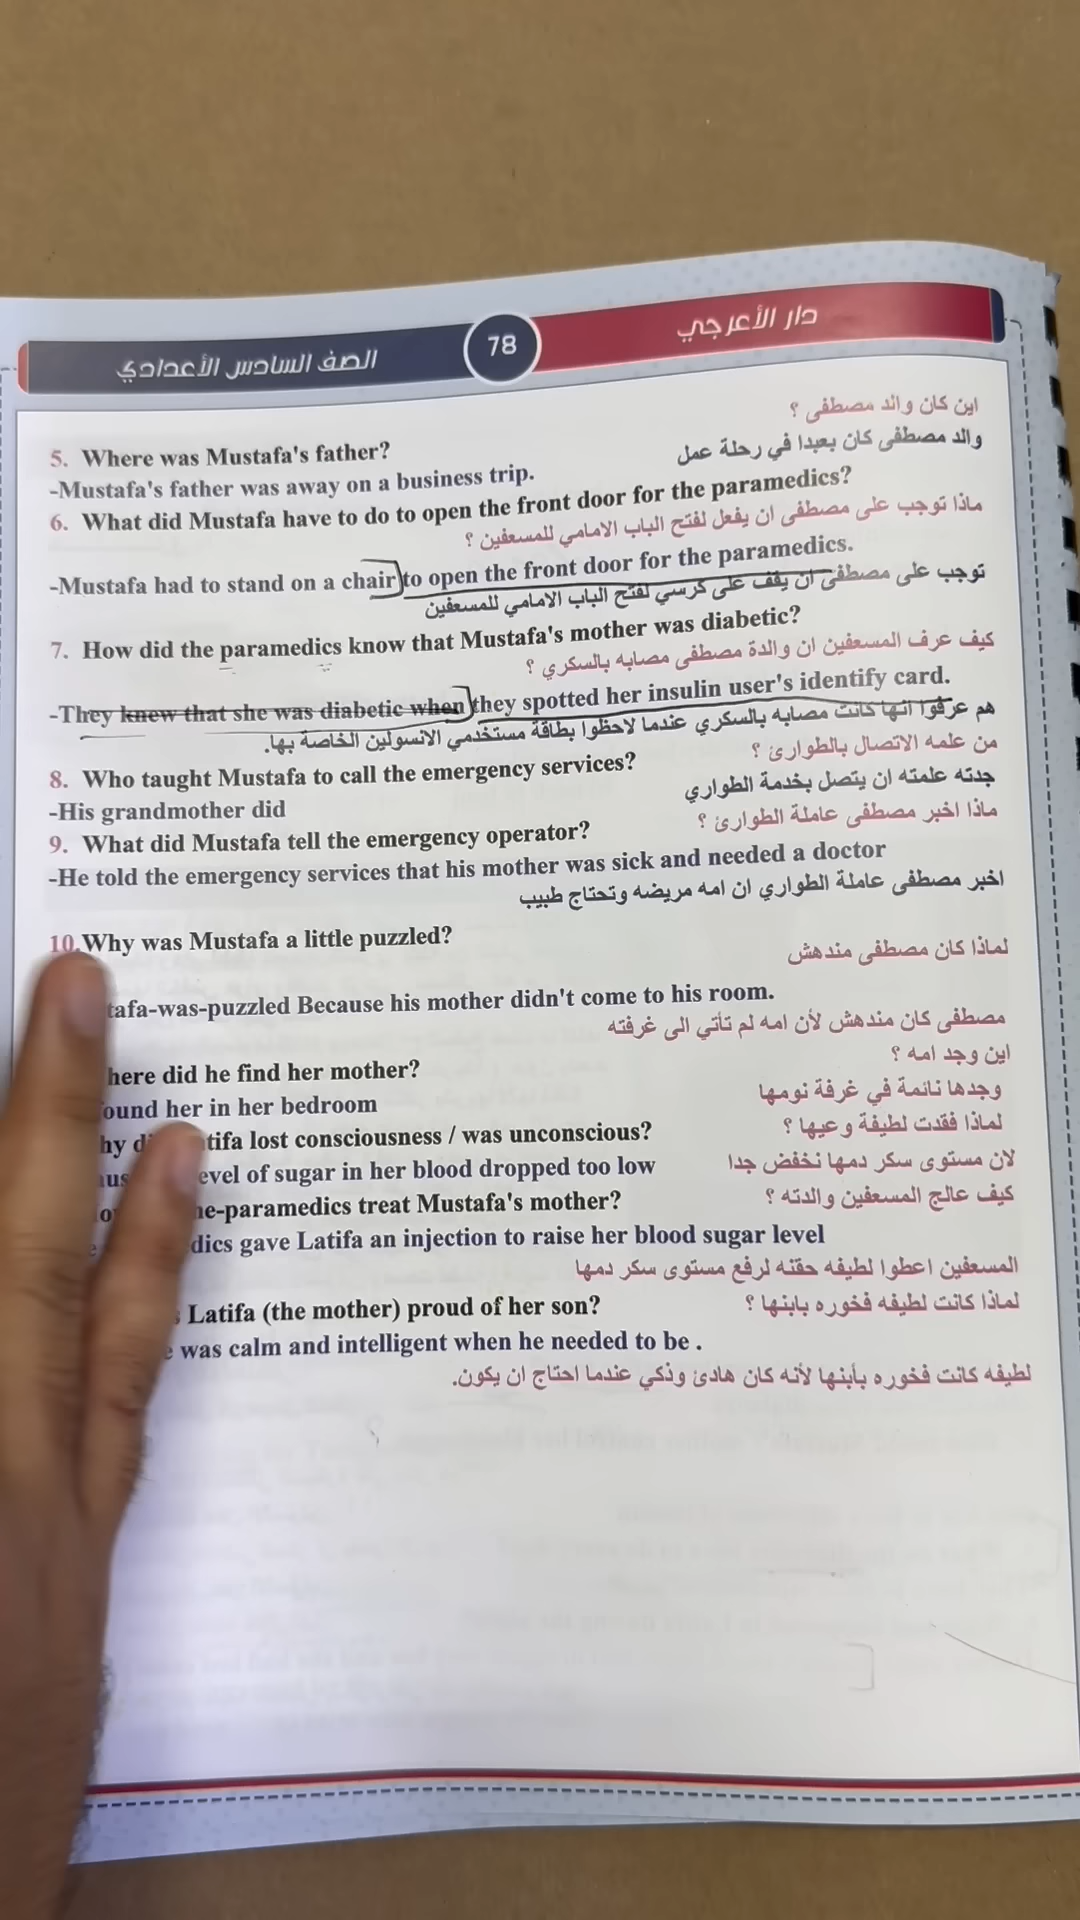 دار الأعرجي
78
الصف السادس الأعدادي
اين كان والد مصطفى ؟
5. Where was Mustafa's father?
والد مصطفى كان بعيدا في رحلة عمل
-Mustafa's father was away on a business trip.
6. What did Mustafa have to do to open the front door for the paramedics?
ماذا توجب على مصطفى ان يفعل لفتح الباب الامامي للمسعفين ؟
-Mustafa had to stand on a chair to open the front door for the paramedics.
توجب على مصطفى ان يقف على كرسي لفتح الباب الامامي للمسعفين
7. How did the paramedics know that Mustafa's mother was diabetic?
كيف عرف المسعفين ان والدة مصطفى مصابه بالسكري ؟
-They knew that she was diabetic when they spotted her insulin user's identify card.
هم عرفوا انها كانت مصابه بالسكري عندما لاحظوا بطاقة مستخدمي الانسولين الخاصة بها.
من علمه الاتصال بالطوارئ ؟
8. Who taught Mustafa to call the emergency services?
جدته علمته ان يتصل بخدمة الطواري
-His grandmother did
ماذا اخبر مصطفى عاملة الطوارئ ؟
9. What did Mustafa tell the emergency operator?
-He told the emergency services that his mother was sick and needed a doctor
اخبر مصطفى عاملة الطواري ان امه مريضه وتحتاج طبيب
10.Why was Mustafa a little puzzled?
لماذا كان مصطفى مندهش
tafa-was-puzzled Because his mother didn't come to his room.
مصطفى كان مندهش لأن امه لم تأتي الى غرفته
اين وجد امه ؟
here did he find her mother?
وجدها نائمة في غرفة نومها
ound her in her bedroom
لماذا فقدت لطيفة وعيها ؟
hy d tifa lost consciousness / was unconscious?
لان مستوى سكر دمها نخفض جدا
us evel of sugar in her blood dropped too low
كيف عالج المسعفين والدته ؟
o e-paramedics treat Mustafa's mother?
dics gave Latifa an injection to raise her blood sugar level
المسعفين اعطوا لطيفه حقنه لرفع مستوى سكر دمها
لماذا كانت لطيفه فخوره بابنها ؟
s Latifa (the mother) proud of her son?
e was calm and intelligent when he needed to be .
لطيفه كانت فخوره بأبنها لأنه كان هادئ وذكي عندما احتاج ان يكون.